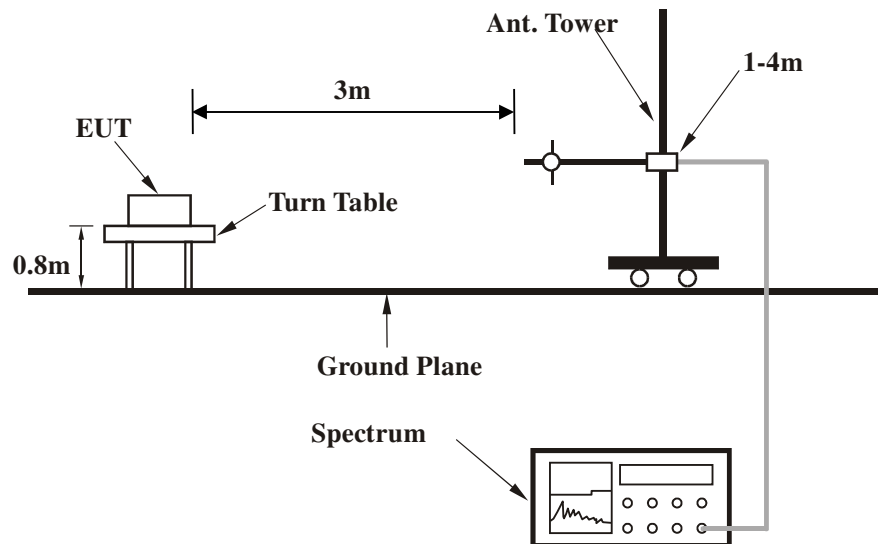 Ant. Tower
1-4m
3m
EUT
Turn Table
0.8m
Ground Plane
Spectrum